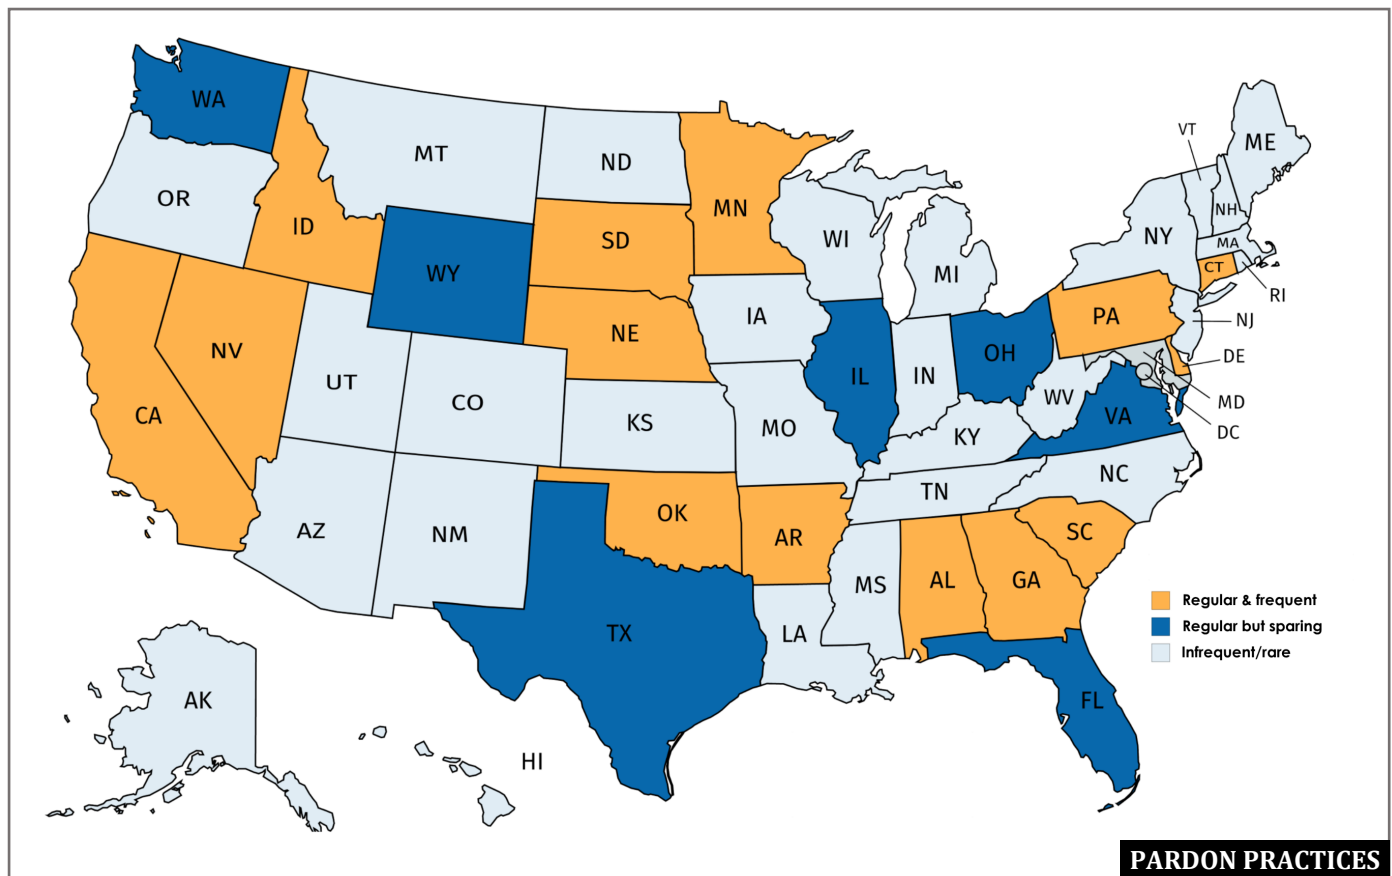 WA
MT
ND
MN
OR
ID
SD
WY
WI
MI
VT
ME
NH
NY
MA
CT
RI
NJ
PA
DE
MD
DC
NE
IA
NV
UT
CO
CA
KS
MO
IL
IN
OH
WV
VA
KY
NC
TN
AZ
NM
OK
AR
SC
MS
AL
GA
TX
LA
FL
AK
HI
Regular & frequent
Regular but sparing
Infrequent/rare
PARDON PRACTICES